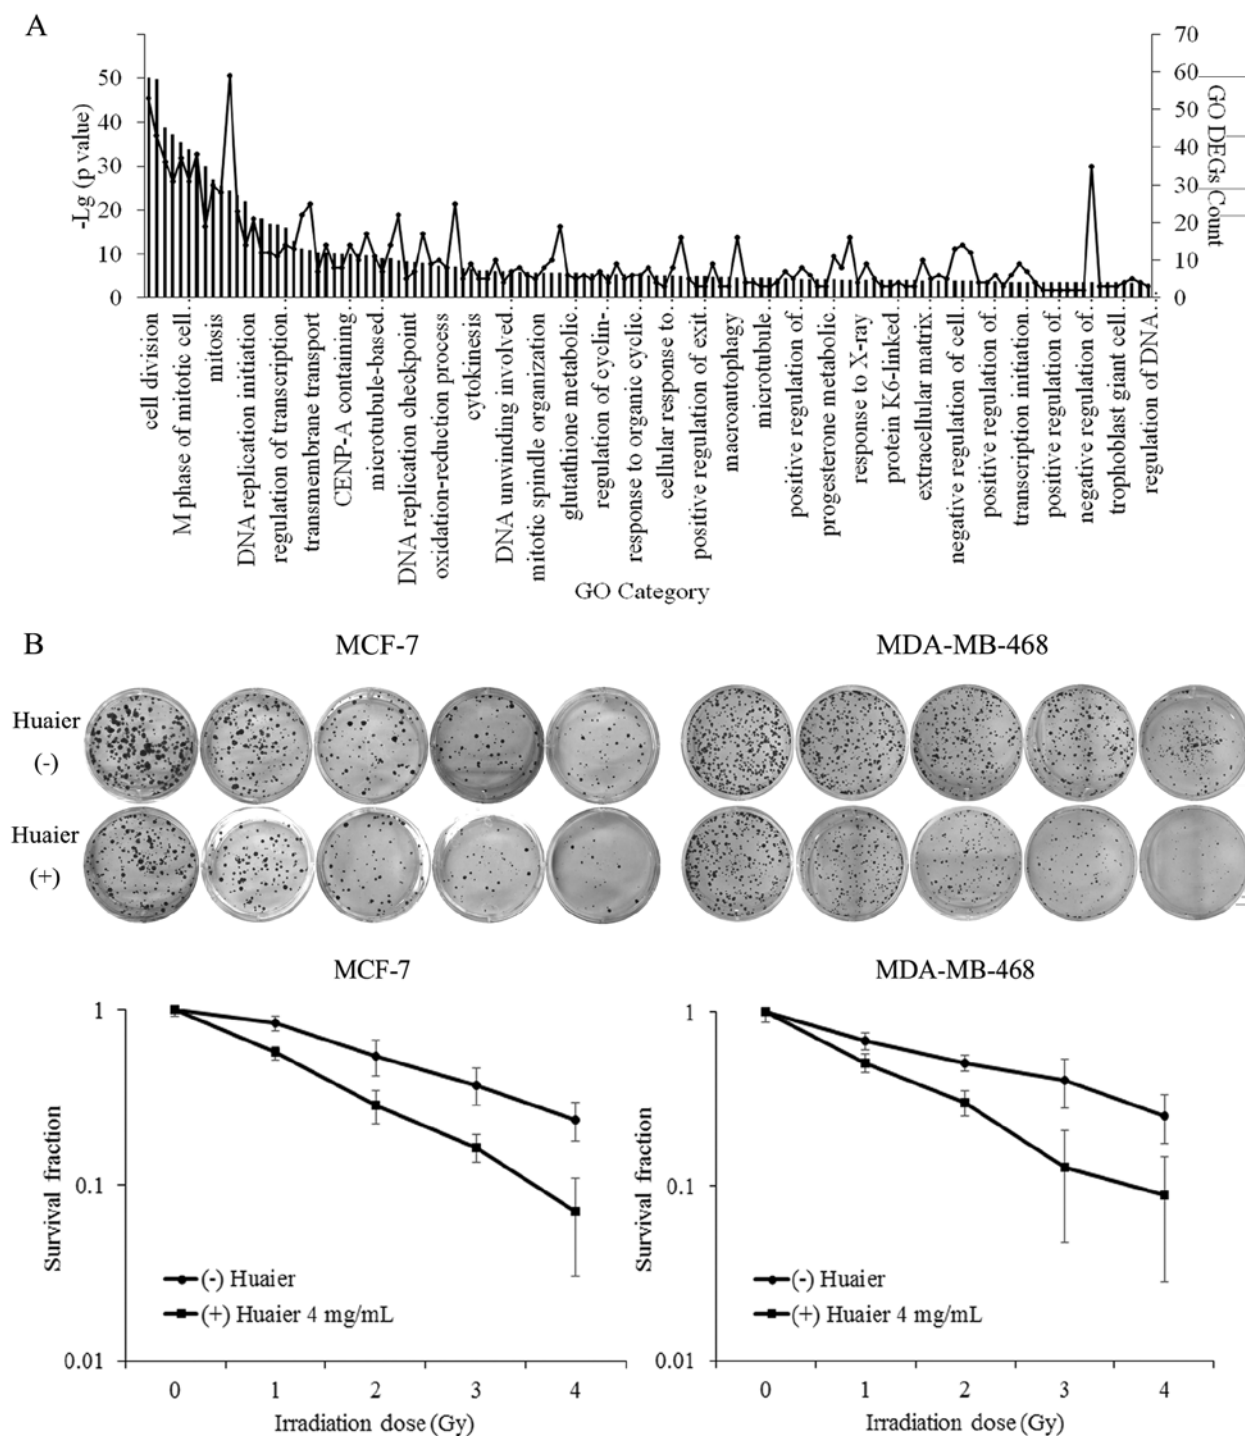 A
-Lg (p value)
50
40
30
20
10
0
70
60
50
40
30
20
10
0
GO DEGs Count
cell division
M phase of mitotic cell..
mitosis
DNA replication initiation
regulation of transcription..
transmembrane transport
CENP-A containing..
microtubule-based..
DNA replication checkpoint
oxidation-reduction process
cytokinesis
DNA unwinding involved..
mitotic spindle organization
glutathione metabolic..
regulation of cyclin-..
response to organic cyclic..
cellular response to..
positive regulation of exit..
macroautophagy
microtubule..
positive regulation of..
progesterone metabolic..
response to X-ray
protein K6-linked..
extracellular matrix..
negative regulation of cell..
positive regulation of..
transcription initiation..
positive regulation of..
negative regulation of..
trophoblast giant cell..
regulation of DNA..
GO Category
B
MCF-7
MDA-MB-468
Huaier
(-)
Huaier
(+)
MCF-7
Survival fraction
1
0.1
0.01
(-) Huaier
(+) Huaier 4 mg/mL
0 1 2 3 4
Irradiation dose (Gy)
MDA-MB-468
Survival fraction
1
0.1
0.01
(-) Huaier
(+) Huaier 4 mg/mL
0 1 2 3 4
Irradiation dose (Gy)